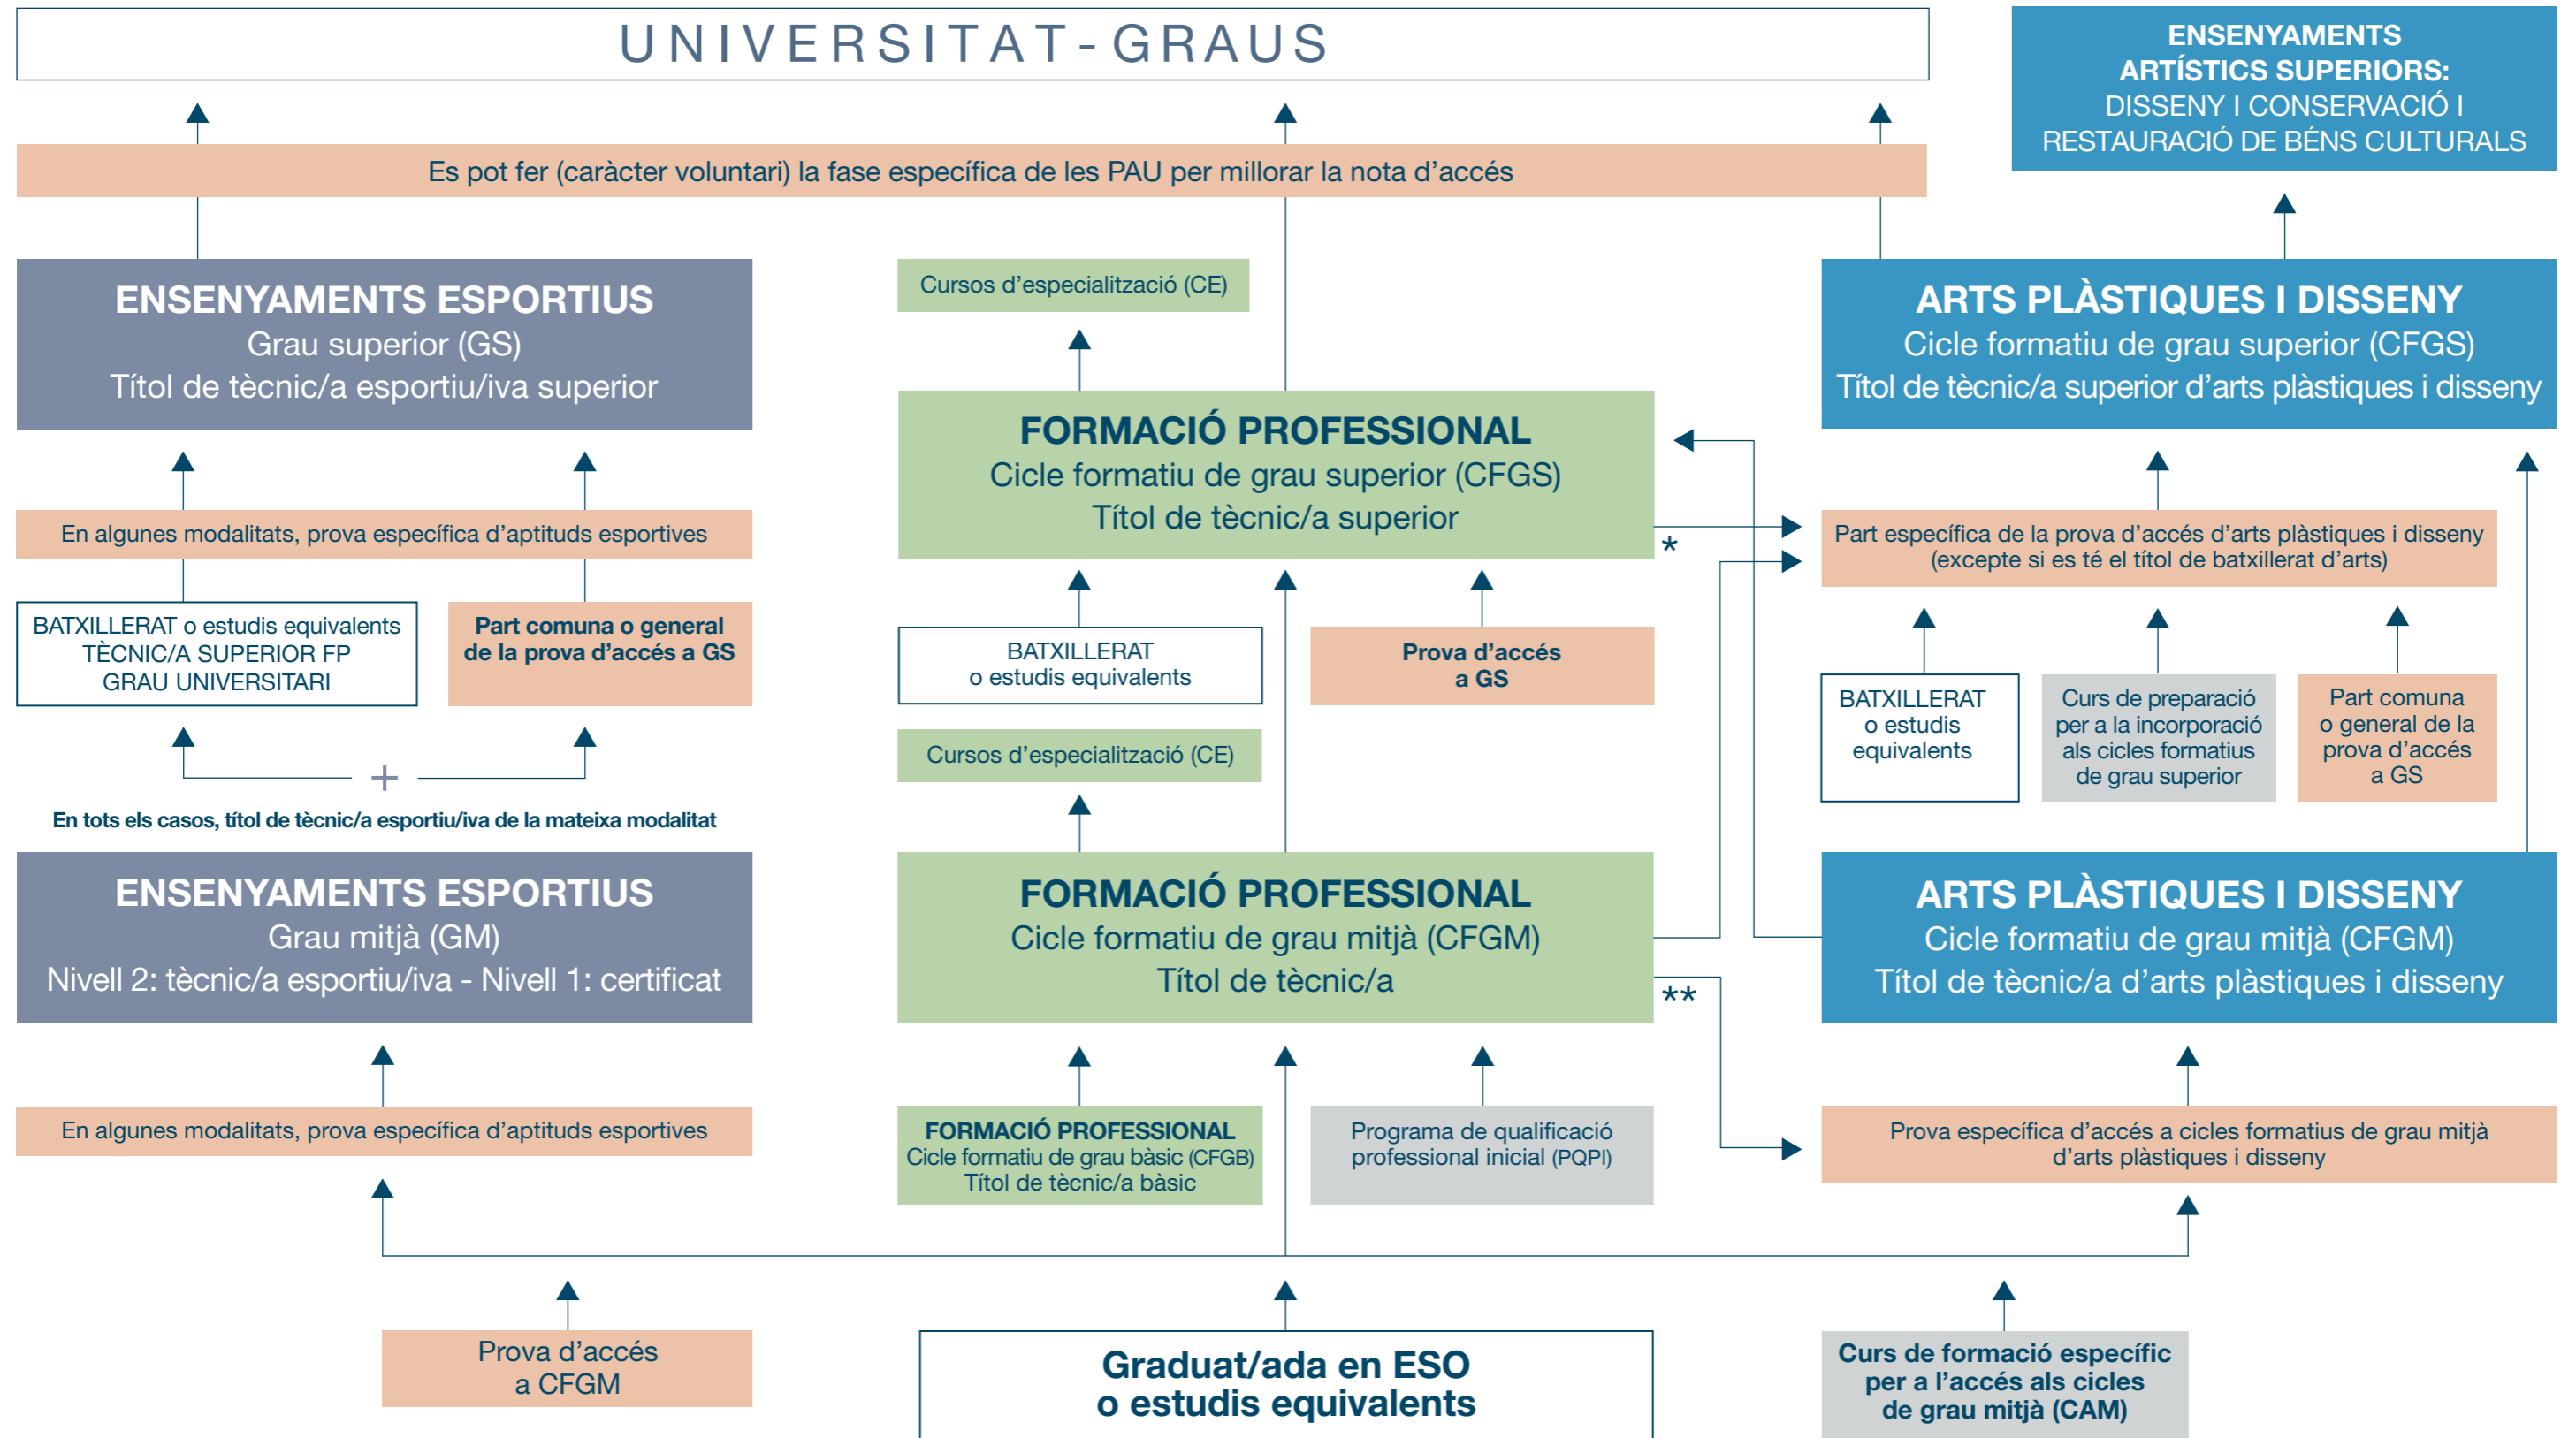 UNIVERSITAT-GRAUS
ENSENYAMENTS
ARTÍSTICS SUPERIORS:
DISSENY I CONSERVACIÓ I
RESTAURACIÓ DE BÉNS CULTURALS
Es pot fer (caràcter voluntari) la fase específica de les PAU per millorar la nota d’accés
ENSENYAMENTS ESPORTIUS
Grau superior (GS)
Títol de tècnic/a esportiu/iva superior
Cursos d’especialització (CE)
ARTS PLÀSTIQUES I DISSENY
Cicle formatiu de grau superior (CFGS)
Títol de tècnic/a superior d’arts plàstiques i disseny
FORMACIÓ PROFESSIONAL
Cicle formatiu de grau superior (CFGS)
Títol de tècnic/a superior
*
En algunes modalitats, prova específica d’aptituds esportives
Part específica de la prova d’accés d’arts plàstiques i disseny
(excepte si es té el títol de batxillerat d’arts)
BATXILLERAT o estudis equivalents
TÈCNIC/A SUPERIOR FP
GRAU UNIVERSITARI
Part comuna o general
de la prova d’accés a GS
BATXILLERAT
o estudis equivalents
Prova d’accés
a GS
BATXILLERAT
o estudis
equivalents
Curs de preparació
per a la incorporació
als cicles formatius
de grau superior
Part comuna
o general de la
prova d’accés
a GS
Cursos d’especialització (CE)
+
En tots els casos, títol de tècnic/a esportiu/iva de la mateixa modalitat
ENSENYAMENTS ESPORTIUS
Grau mitjà (GM)
Nivell 2: tècnic/a esportiu/iva - Nivell 1: certificat
FORMACIÓ PROFESSIONAL
Cicle formatiu de grau mitjà (CFGM)
Títol de tècnic/a
**
ARTS PLÀSTIQUES I DISSENY
Cicle formatiu de grau mitjà (CFGM)
Títol de tècnic/a d’arts plàstiques i disseny
En algunes modalitats, prova específica d’aptituds esportives
FORMACIÓ PROFESSIONAL
Cicle formatiu de grau bàsic (CFGB)
Títol de tècnic/a bàsic
Programa de qualificació
professional inicial (PQPI)
Prova específica d’accés a cicles formatius de grau mitjà
d’arts plàstiques i disseny
Prova d’accés
a CFGM
Graduat/ada en ESO
o estudis equivalents
Curs de formació específic
per a l’accés als cicles
de grau mitjà (CAM)